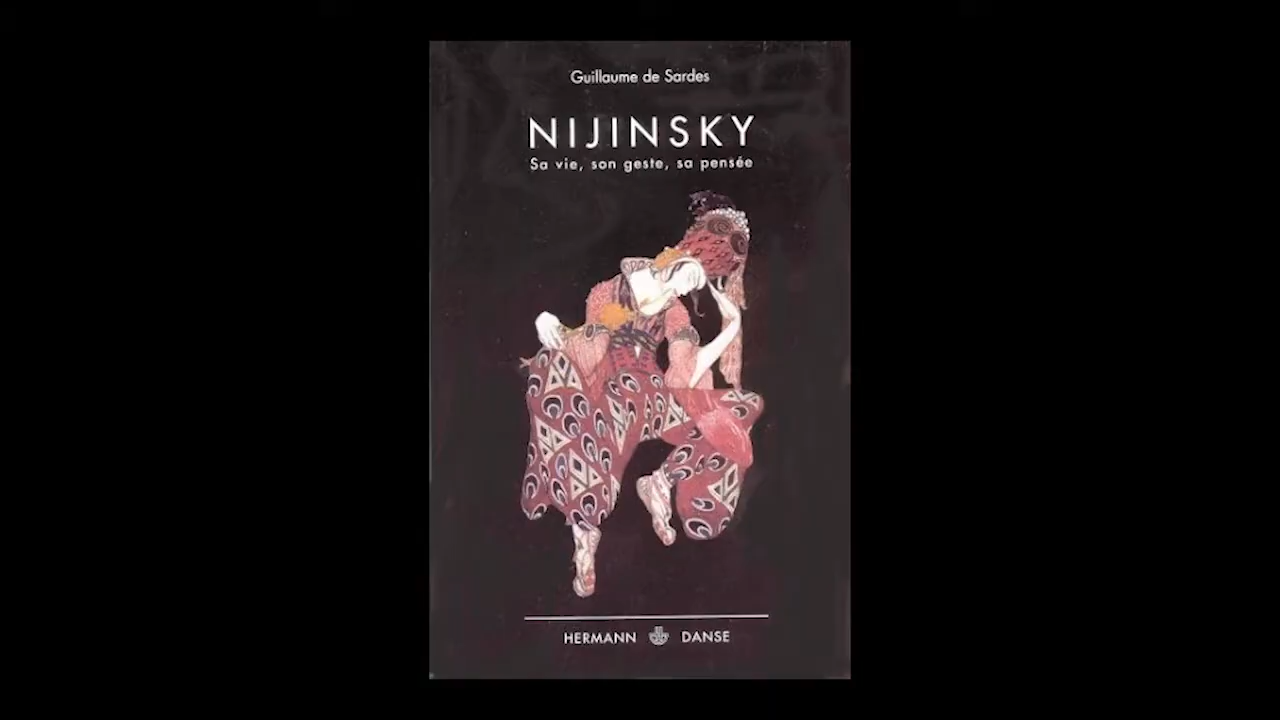 Guillaume de Sardes
NIJINSKY
Sa vie, son geste, sa pensée
HERMANN DANSE